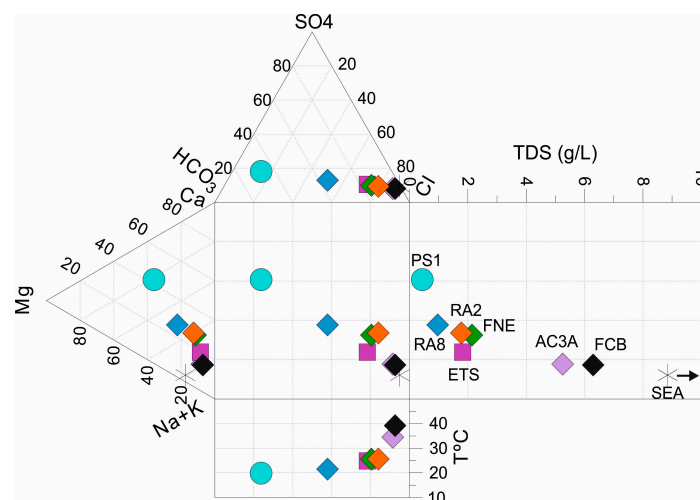 SO4
80 20
60 40
40 60
HCO3 20 80
Ca 0 Cl
TDS (g/L)
2 4 6 8
80
60
40
20
PS1
Mg
RA2
FNE
RA8
80
60
40
20
AC3A FCB
ETS
SEA
Na+K
40
30
20
10
TºC